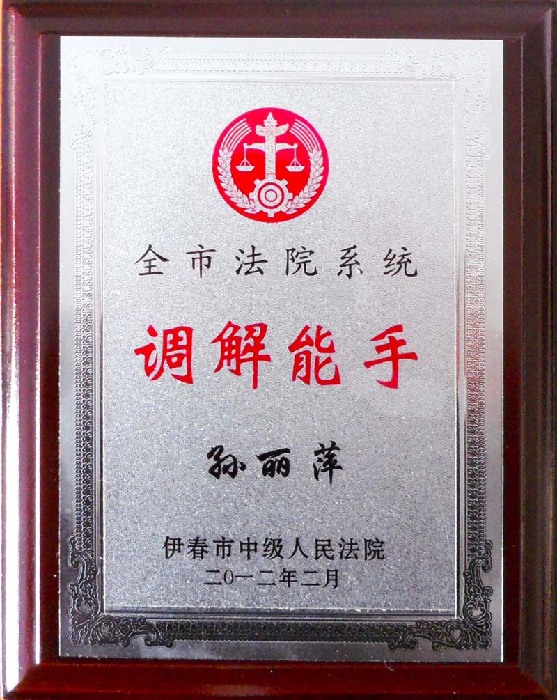 全市法院系统
调解能手
孙丽萍
伊春市中级人民法院
二〇一二年二月